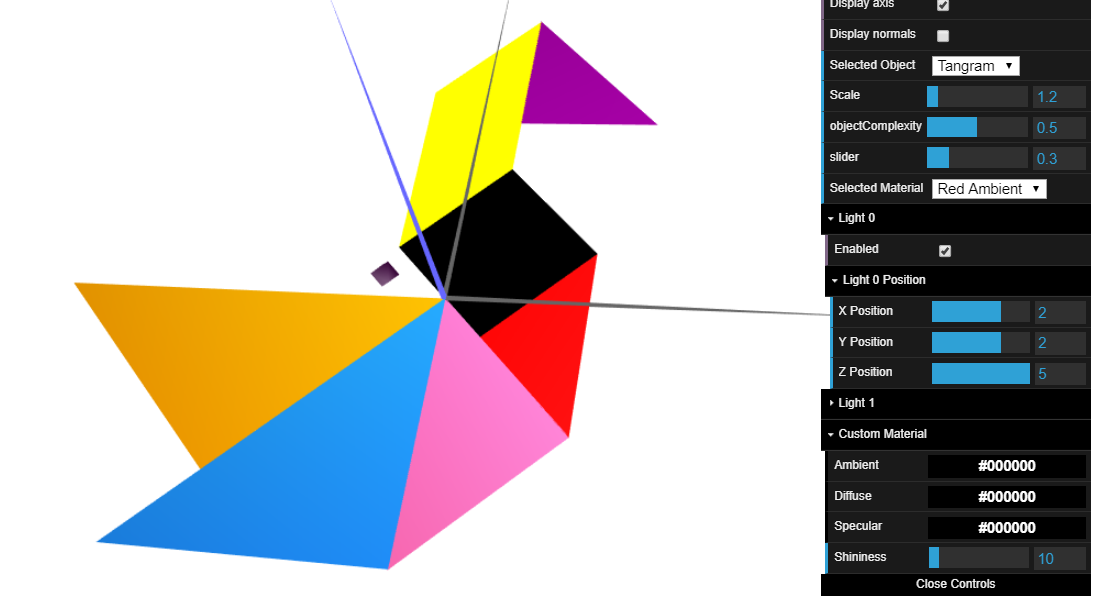 Display axis
Display normals
Selected Object Tangram
Scale 1.2
objectComplexity 0.5
slider 0.3
Selected Material Red Ambient
Light 0
Enabled
Light 0 Position
X Position 2
Y Position 2
Z Position 5
Light 1
Custom Material
Ambient #000000
Diffuse #000000
Specular #000000
Shininess 10
Close Controls